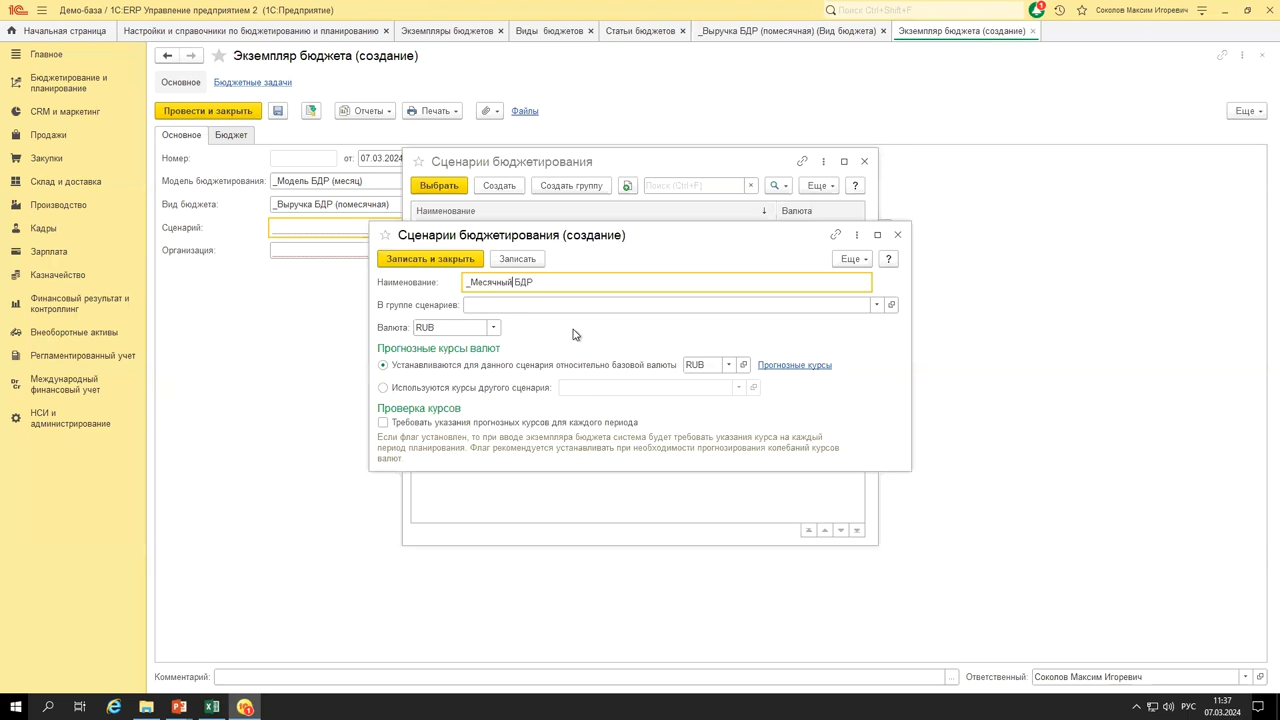 Демо-база / 1С:ERP Управление предприятием 2 (1С:Предприятие)
Поиск Ctrl+Shift+F
1
Соколов Максим Игоревич
Начальная страница
Настройки и справочники по бюджетированию и планированию
Экземпляры бюджетов
Виды бюджетов
Статьи бюджетов
_Выручка БДР (помесячная) (Вид бюджета)
Экземпляр бюджета (создание)
Главное
Бюджетирование и
планирование
CRM и маркетинг
Продажи
Закупки
Склад и доставка
Производство
Кадры
Зарплата
Казначейство
Финансовый результат и
контроллинг
Внеоборотные активы
Регламентированный учет
Международный
финансовый учет
НСИ и
администрирование
Экземпляр бюджета (создание)
Основное
Бюджетные задачи
Провести и закрыть
Отчеты
Печать
Файлы
Еще
Основное
Бюджет
Номер:
от:
07.03.2024
Модель бюджетирования:
_Модель БДР (месяц)
Вид бюджета:
_Выручка БДР (помесячная)
Сценарий:
Организация:
Сценарии бюджетирования
Выбрать
Создать
Создать группу
Поиск (Ctrl+F)
Еще
?
Наименование
Валюта
Сценарии бюджетирования (создание)
Записать и закрыть
Записать
Еще
?
Наименование:
_Месячный БДР
В группе сценариев:
Валюта:
RUB
Прогнозные курсы валют
Устанавливаются для данного сценария относительно базовой валюты
RUB
Прогнозные курсы
Используются курсы другого сценария:
Проверка курсов
Требовать указания прогнозных курсов для каждого периода
Если флаг установлен, то при вводе экземпляра бюджета система будет требовать указания курса на каждый
период планирования. Флаг рекомендуется устанавливать при необходимости прогнозирования колебаний курсов
валют.
Комментарий:
...
Ответственный:
Соколов Максим Игоревич
РУС
11:37
07.03.2024